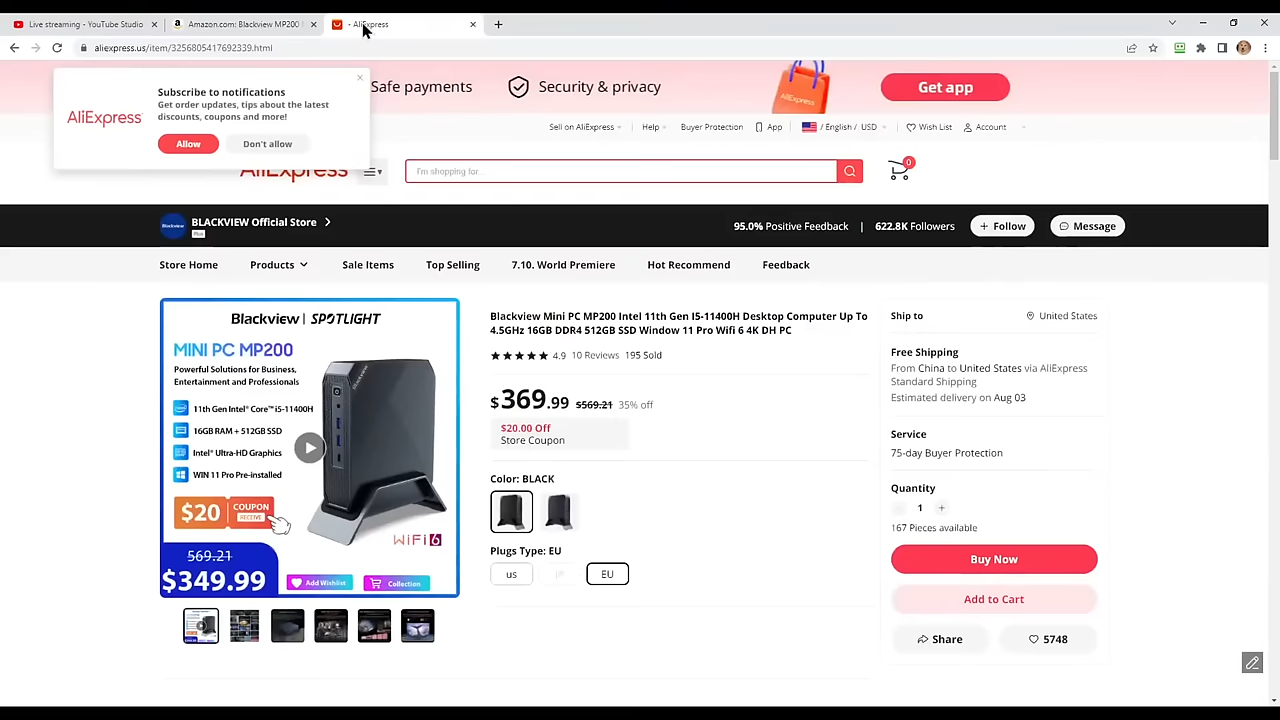 Live streaming - YouTube Studio
Amazon.com: Blackview MP200
- AliExpress
aliexpress.us/item/3256805417692339.html
Subscribe to notifications
Get order updates, tips about the latest
discounts, coupons and more!
AliExpress
Allow
Don't allow
Safe payments
Security & privacy
AliExpress
Get app
Sell on AliExpress
Help
Buyer Protection
App
/ English / USD
Wish List
Account
AliExpress
I'm shopping for...
0
Blackview
BLACKVIEW Official Store
Plus
95.0% Positive Feedback | 622.8K Followers
+ Follow
Message
Store Home
Products
Sale Items
Top Selling
7.10. World Premiere
Hot Recommend
Feedback
Blackview | SPOTLIGHT
MINI PC MP200
Powerful Solutions for Business,
Entertainment and Professionals
11th Gen Intel® Core™ i5-11400H
16GB RAM + 512GB SSD
Intel® Ultra-HD Graphics
WIN 11 Pro Pre-installed
$20 COUPON
RECEIVE
WiFi 6
569.21
$349.99
Add Wishlist
Collection
Blackview Mini PC MP200 Intel 11th Gen I5-11400H Desktop Computer Up To
4.5GHz 16GB DDR4 512GB SSD Window 11 Pro Wifi 6 4K DH PC
4.9 10 Reviews 195 Sold
$369.99 $569.21 35% off
$20.00 Off
Store Coupon
Color: BLACK
Plugs Type: EU
us
EU
Ship to
United States
Free Shipping
From China to United States via AliExpress
Standard Shipping
Estimated delivery on Aug 03
Service
75-day Buyer Protection
Quantity
1 +
167 Pieces available
Buy Now
Add to Cart
Share
5748